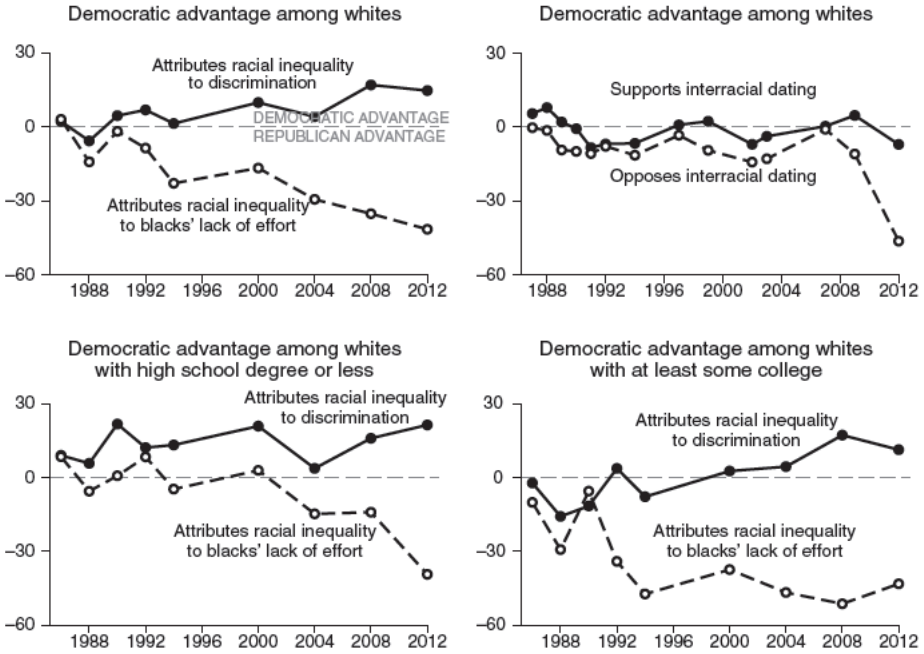 Democratic advantage among whites
30
0
−30
−60
Attributes racial inequality
to discrimination
DEMOCRATIC ADVANTAGE
REPUBLICAN ADVANTAGE
Attributes racial inequality
to blacks' lack of effort
1988 1992 1996 2000 2004 2008 2012
Democratic advantage among whites
30
0
−30
−60
Supports interracial dating
Opposes interracial dating
1988 1992 1996 2000 2004 2008 2012
Democratic advantage among whites
with high school degree or less
30
0
−30
−60
Attributes racial inequality
to discrimination
Attributes racial inequality
to blacks' lack of effort
1988 1992 1996 2000 2004 2008 2012
Democratic advantage among whites
with at least some college
30
0
−30
−60
Attributes racial inequality
to discrimination
Attributes racial inequality
to blacks' lack of effort
1988 1992 1996 2000 2004 2008 2012